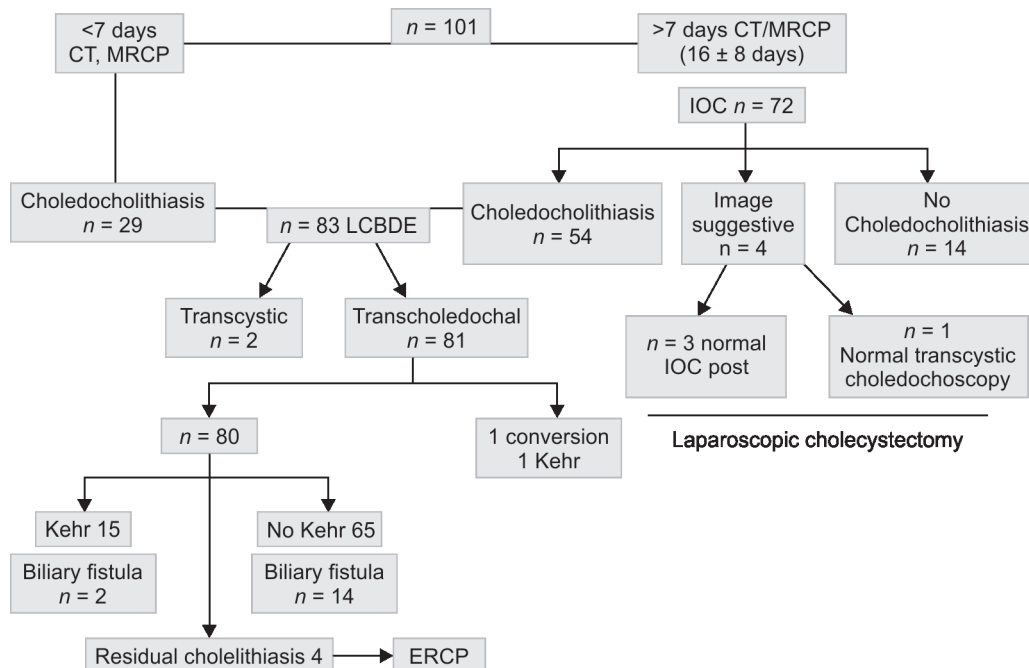 <7 days
CT, MRCP
n = 101
>7 days CT/MRCP
(16 ± 8 days)
IOC n = 72
Choledocholithiasis
n = 29
n = 83 LCBDE
Choledocholithiasis
n = 54
Image
suggestive
n = 4
No
Choledocholithiasis
n = 14
Transcystic
n = 2
Transcholedochal
n = 81
n = 3 normal
IOC post
n = 1
Normal transcystic
choledochoscopy
n = 80
1 conversion
1 Kehr
Laparoscopic cholecystectomy
Kehr 15
No Kehr 65
Biliary fistula
n = 2
Biliary fistula
n = 14
Residual cholelithiasis 4
ERCP